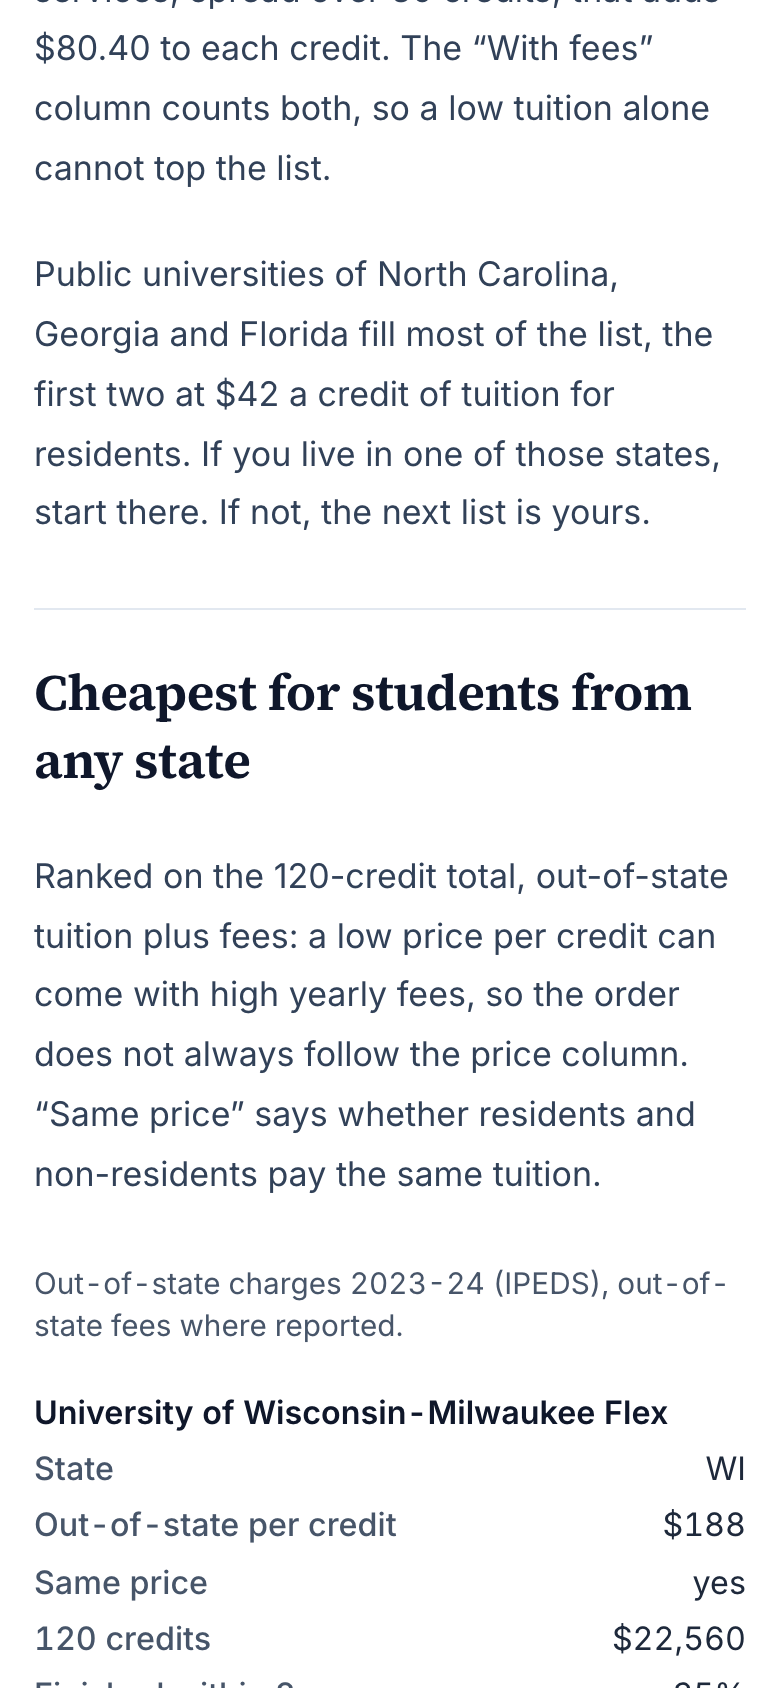 $80.40 to each credit. The “With fees”
column counts both, so a low tuition alone
cannot top the list.
Public universities of North Carolina,
Georgia and Florida fill most of the list, the
first two at $42 a credit of tuition for
residents. If you live in one of those states,
start there. If not, the next list is yours.
Cheapest for students from
any state
Ranked on the 120-credit total, out-of-state
tuition plus fees: a low price per credit can
come with high yearly fees, so the order
does not always follow the price column.
“Same price” says whether residents and
non-residents pay the same tuition.
Out-of-state charges 2023-24 (IPEDS), out-of-
state fees where reported.
University of Wisconsin-Milwaukee Flex
State WI
Out-of-state per credit $188
Same price yes
120 credits $22,560